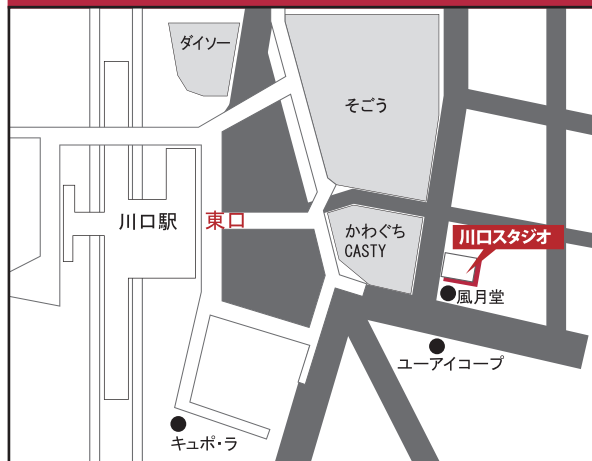 ダイソー
そごう
川口駅
東口
かわぐち
CASTY
川口スタジオ
風月堂
ユーアイコープ
キュポ・ラ